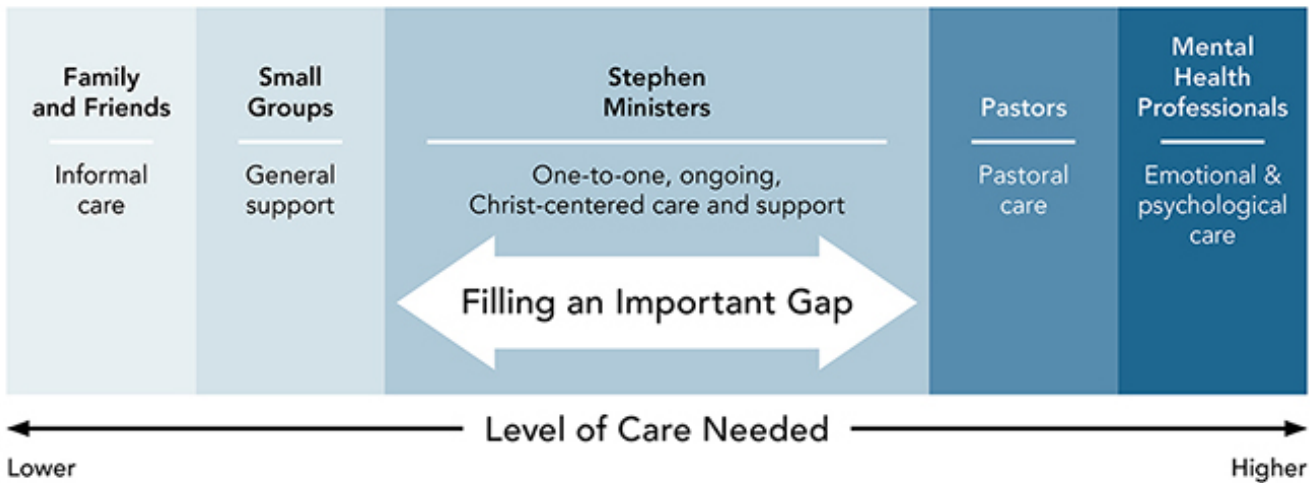 Family
and Friends
Informal
care
Small
Groups
General
support
Stephen
Ministers
One-to-one, ongoing,
Christ-centered care and support
Filling an Important Gap
Pastors
Pastoral
care
Mental
Health
Professionals
Emotional &
psychological
care
Level of Care Needed
Lower
Higher